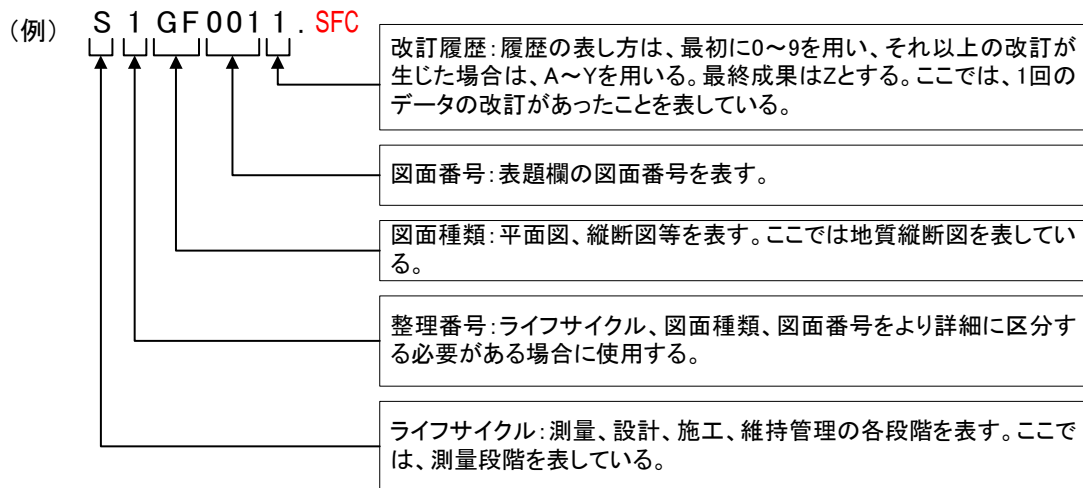 （例） S1GF0011.SFC
改訂履歴：履歴の表し方は、最初に0～9を用い、それ以上の改訂が
生じた場合は、A～Yを用いる。最終成果はZとする。ここでは、1回の
データの改訂があったことを表している。
図面番号：表題欄の図面番号を表す。
図面種類：平面図、縦断図等を表す。ここでは地質縦断図を表してい
る。
整理番号：ライフサイクル、図面種類、図面番号をより詳細に区分す
る必要がある場合に使用する。
ライフサイクル：測量、設計、施工、維持管理の各段階を表す。ここで
は、測量段階を表している。